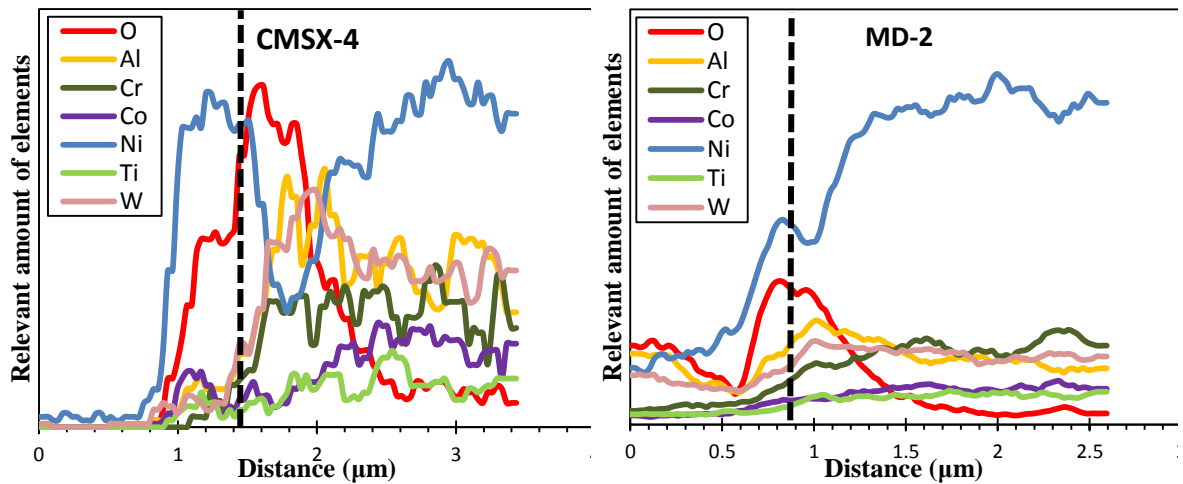 CMSX-4
O
Al
Cr
Co
Ni
Ti
W
Relevant amount of elements
0
1
2
3
Distance (µm)
MD-2
O
Al
Cr
Co
Ni
Ti
W
Relevant amount of elements
0
0.5
1
1.5
2
2.5
Distance (µm)